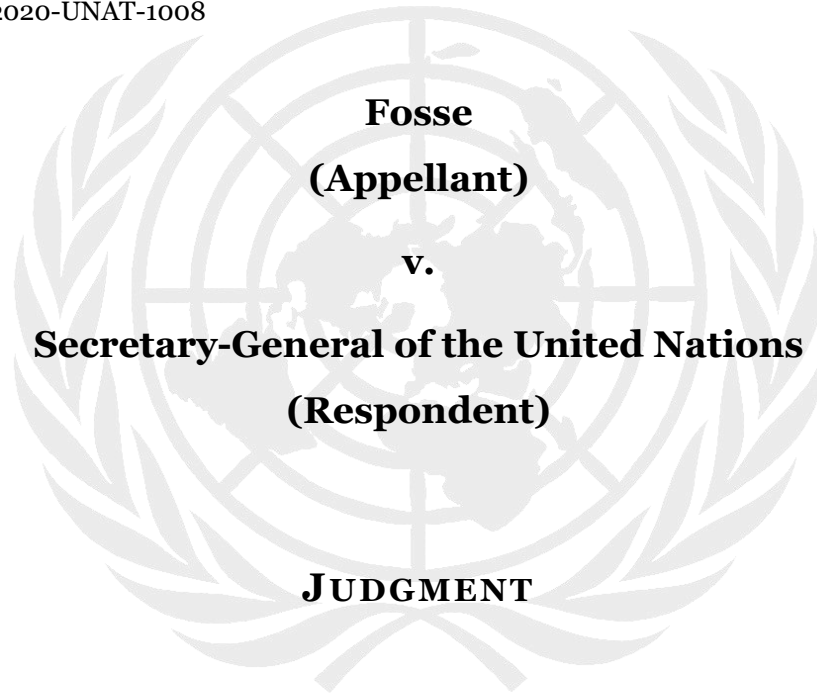 2020-UNAT-1008
Fosse
(Appellant)
v.
Secretary-General of the United Nations
(Respondent)
JUDGMENT